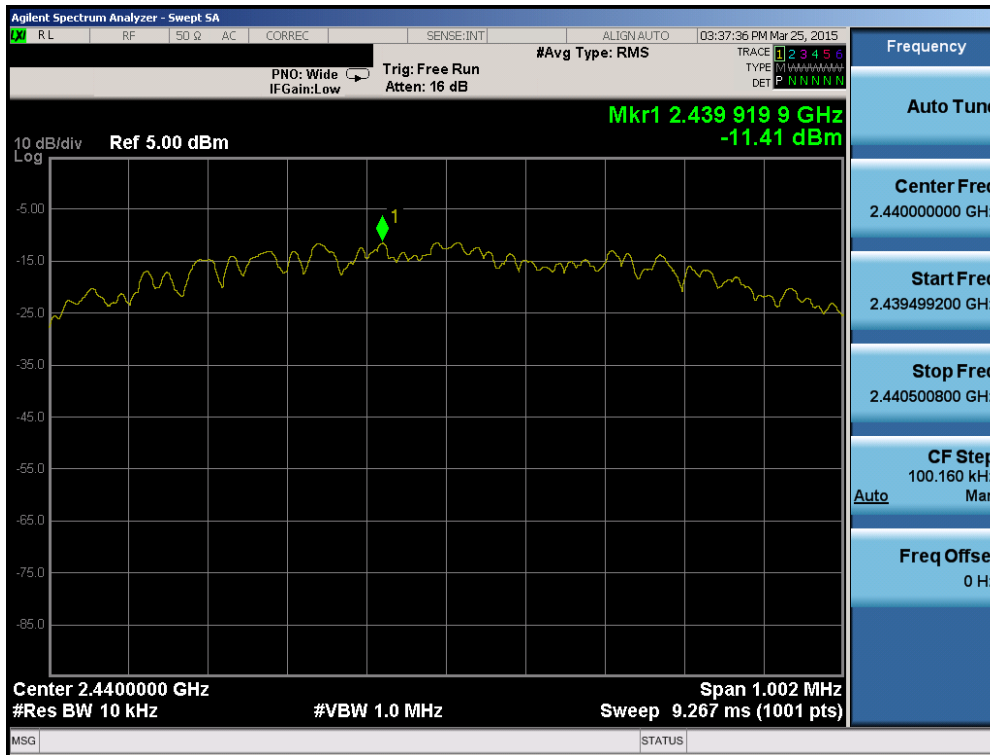 Agilent Spectrum Analyzer - Swept SA
LXI RL RF 50 Ω AC CORREC SENSE:INT ALIGN AUTO 03:37:36 PM Mar 25, 2015
Frequency
#Avg Type: RMS
TRACE 1 2 3 4 5 6
PNO: Wide
Trig: Free Run
TYPE M WWWWW
IFGain:Low
Atten: 16 dB
DET P N N N N N
Auto Tune
Mkr1 2.439 919 9 GHz
-11.41 dBm
10 dB/div Ref 5.00 dBm
Log
1
-5.00
-15.0
-25.0
-35.0
-45.0
-55.0
-65.0
-75.0
-85.0
Center Freq
2.440000000 GHz
Start Freq
2.439499200 GHz
Stop Freq
2.440500800 GHz
CF Step
100.160 kHz
Auto Man
Freq Offset
0 Hz
Center 2.4400000 GHz Span 1.002 MHz
#Res BW 10 kHz #VBW 1.0 MHz Sweep 9.267 ms (1001 pts)
MSG STATUS